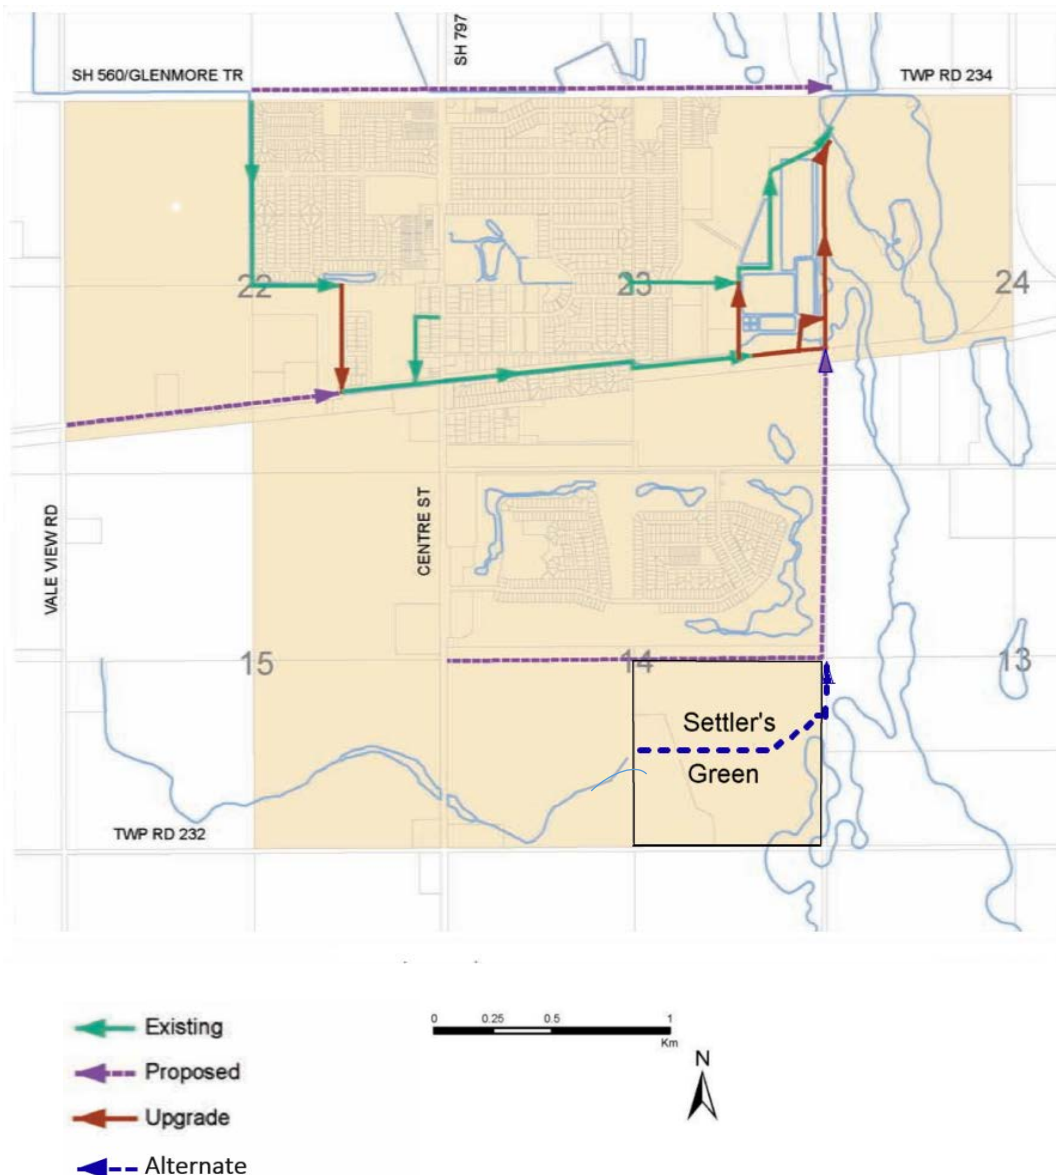 SH 797
SH 560/GLENMORE TR
TWP RD 234
22
23
24
VALE VIEW RD
CENTRE ST
15
14
13
Settler's
Green
TWP RD 232
Existing
Proposed
Upgrade
Alternate
0 0.25 0.5 1
Km
N